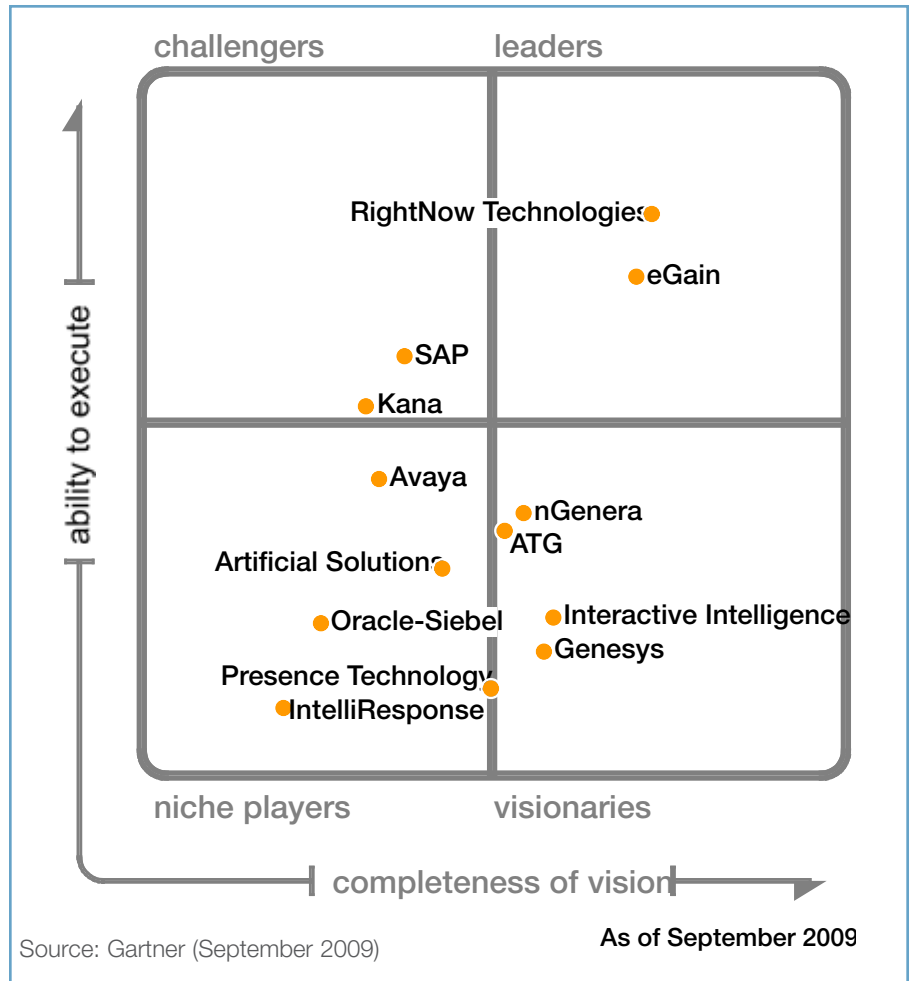 challengers
leaders
RightNow Technologies
eGain
SAP
Kana
ability to execute
Avaya
nGenera
ATG
Artificial Solutions
Interactive Intelligence
Oracle-Siebel
Genesys
Presence Technology
IntelliResponse
niche players
visionaries
completeness of vision
As of September 2009
Source: Gartner (September 2009)